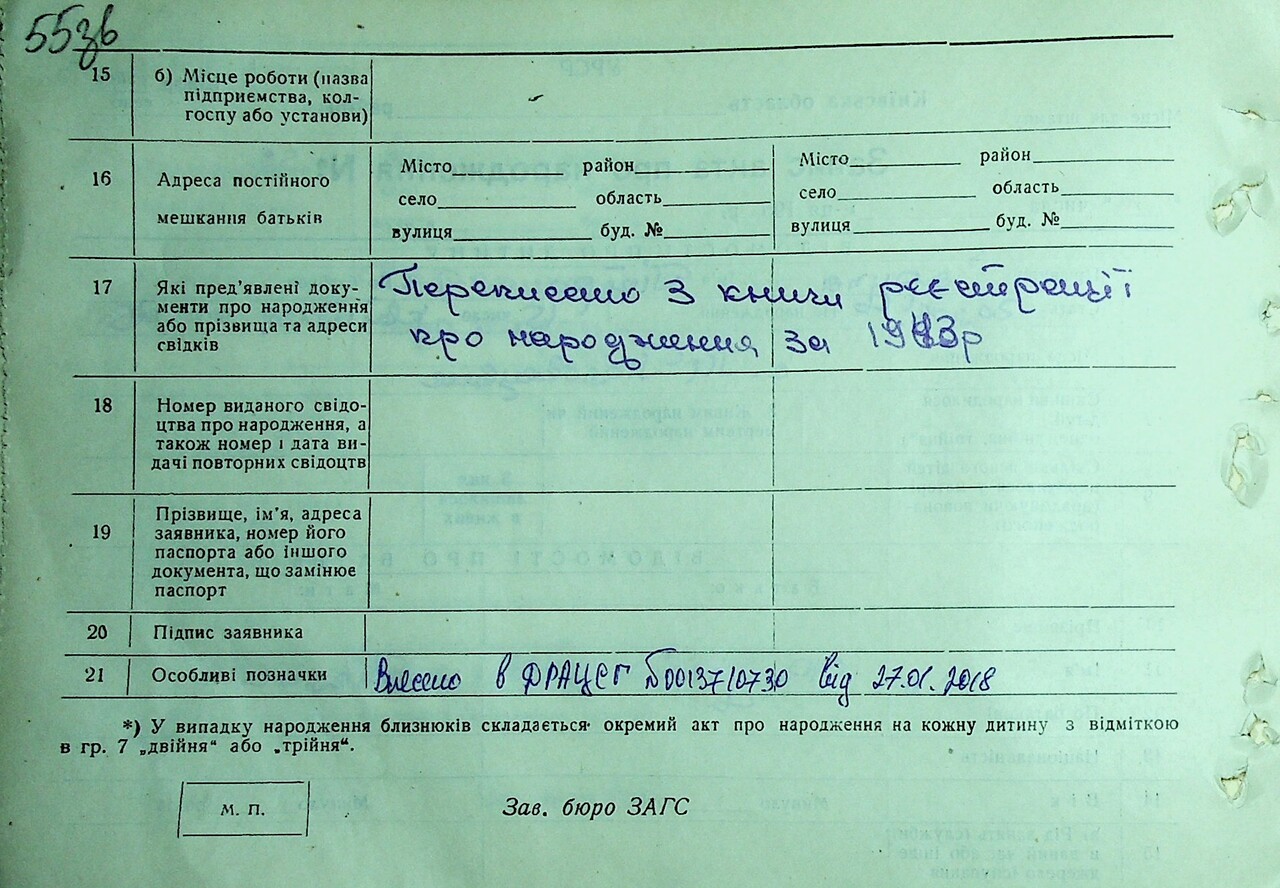 55зв
15 б) Місце роботи (назва
підприємства, кол-
госпу або установи)
16 Адреса постійного
мешкання батьків
Місто район
село область
вулиця буд. №
Місто район
село область
вулиця буд. №
17 Які пред’явлені доку-
менти про народження
або прізвища та адреси
свідків
Переписано з книги реєстрації
про народження за 1943р
18 Номер виданого свідо-
цтва про народження, а
також номер і дата ви-
дачі повторних свідоцтв
19 Прізвище, ім’я, адреса
заявника, номер його
паспорта або іншого
документа, що замінює
паспорт
20 Підпис заявника
21 Особливі позначки
Внесено в ДРАЦСГ 0013710730 від 27.01.2018
*) У випадку народження близнюків складається окремий акт про народження на кожну дитину з відміткою
в гр. 7 „двійня“ або „трійня“.
М. П.
Зав. бюро ЗАГС